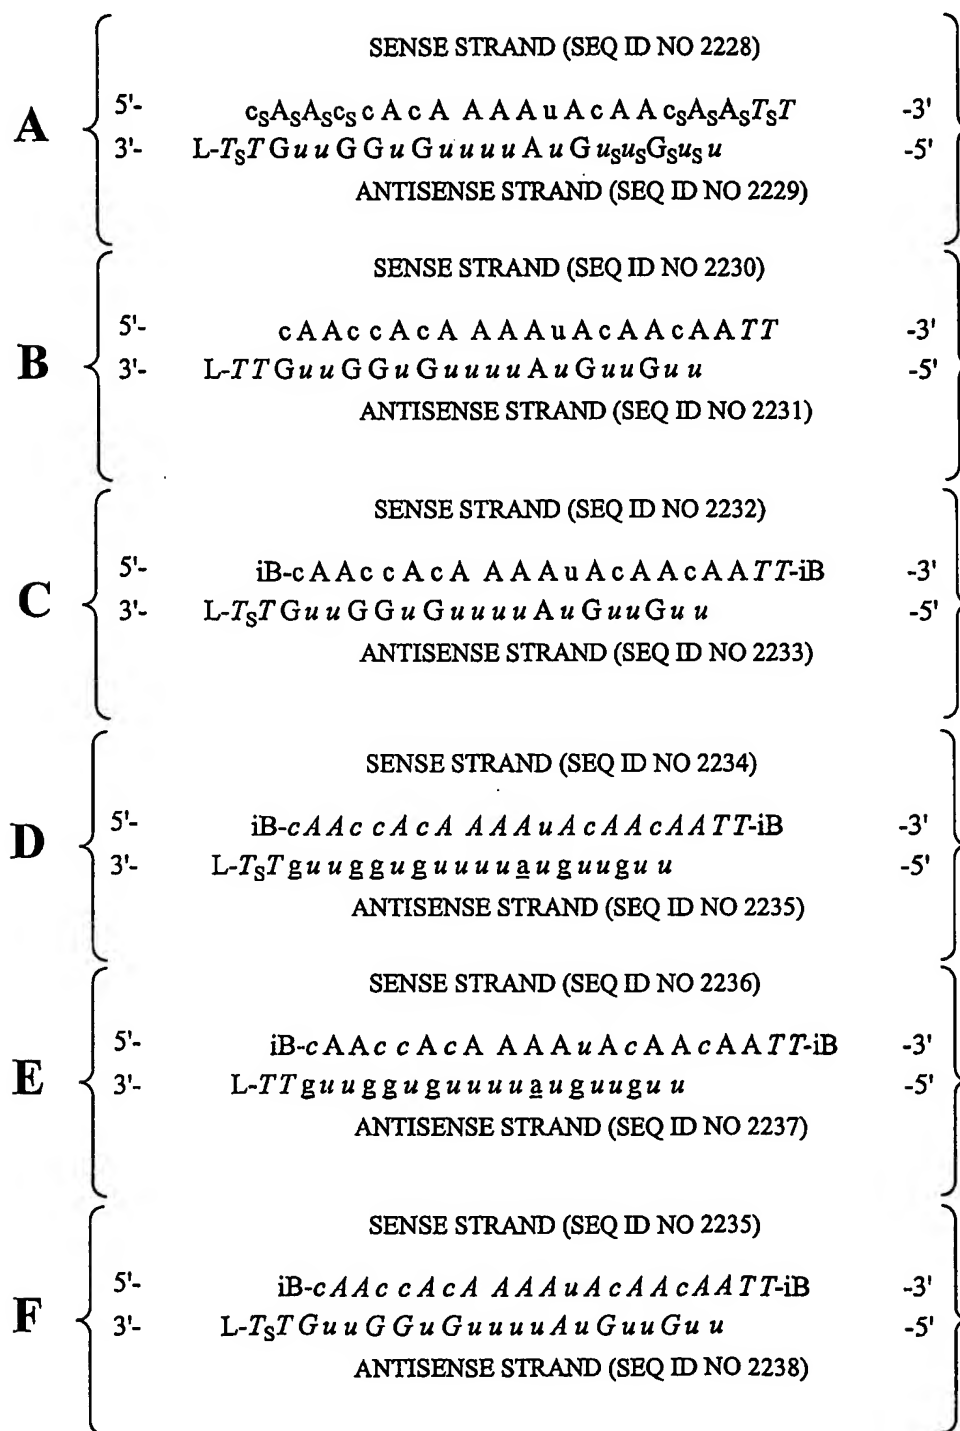 SENSE STRAND (SEQ ID NO 2228)
A
5'- cSASAScS c A c A A A A u A c A A cSASASTST -3'
3'- L-TST G u u G G u G u u u u A u G uSuSGSuS u -5'
ANTISENSE STRAND (SEQ ID NO 2229)
SENSE STRAND (SEQ ID NO 2230)
B
5'- c A A c c A c A A A A u A c A A c A A T T -3'
3'- L-T T G u u G G u G u u u u A u G u u G u u -5'
ANTISENSE STRAND (SEQ ID NO 2231)
SENSE STRAND (SEQ ID NO 2232)
C
5'- iB-c A A c c A c A A A A u A c A A c A A T T-iB -3'
3'- L-TST G u u G G u G u u u u A u G u u G u u -5'
ANTISENSE STRAND (SEQ ID NO 2233)
SENSE STRAND (SEQ ID NO 2234)
D
5'- iB-c A A c c A c A A A A u A c A A c A A T T-iB -3'
3'- L-TST g u u g g u g u u u u a u g u u g u u -5'
ANTISENSE STRAND (SEQ ID NO 2235)
SENSE STRAND (SEQ ID NO 2236)
E
5'- iB-c A A c c A c A A A A u A c A A c A A T T-iB -3'
3'- L-T T g u u g g u g u u u u a u g u u g u u -5'
ANTISENSE STRAND (SEQ ID NO 2237)
SENSE STRAND (SEQ ID NO 2235)
F
5'- iB-c A A c c A c A A A A u A c A A c A A T T-iB -3'
3'- L-TST G u u G G u G u u u u A u G u u G u u -5'
ANTISENSE STRAND (SEQ ID NO 2238)